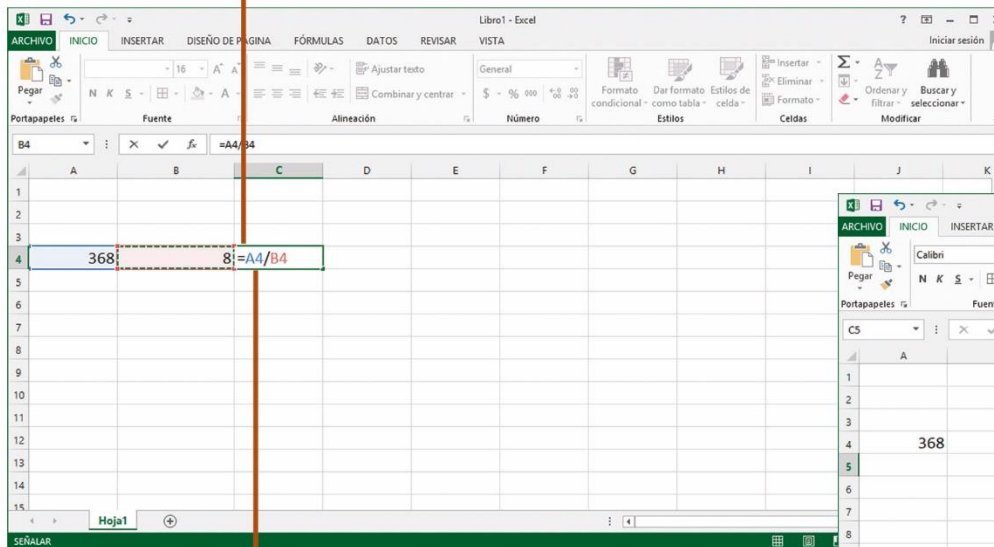 Libro1 - Excel
ARCHIVO INICIO INSERTAR DISEÑO DE PÁGINA FÓRMULAS DATOS REVISAR VISTA Iniciar sesión
16 A A Ajustar texto General Insertar Σ A Z
Pegar N K S A Combinar y centrar $ % 000 Formato condicional Dar formato como tabla Estilos de celda Eliminar Formato Ordenar y filtrar Buscar y seleccionar
Portapapeles Fuente Alineación Número Estilos Celdas Modificar
B4 fx =A4/B4
A B C D E F G H I J K
1
2
3
4 368 8 =A4/B4
5
6
7
8
9
10
11
12
13
14
15
Hoja1
SEÑALAR
ARCHIVO INICIO INSERTAR
Calibri
Pegar N K S
Portapapeles
C5
A
1
2
3
4 368
5
6
7
8